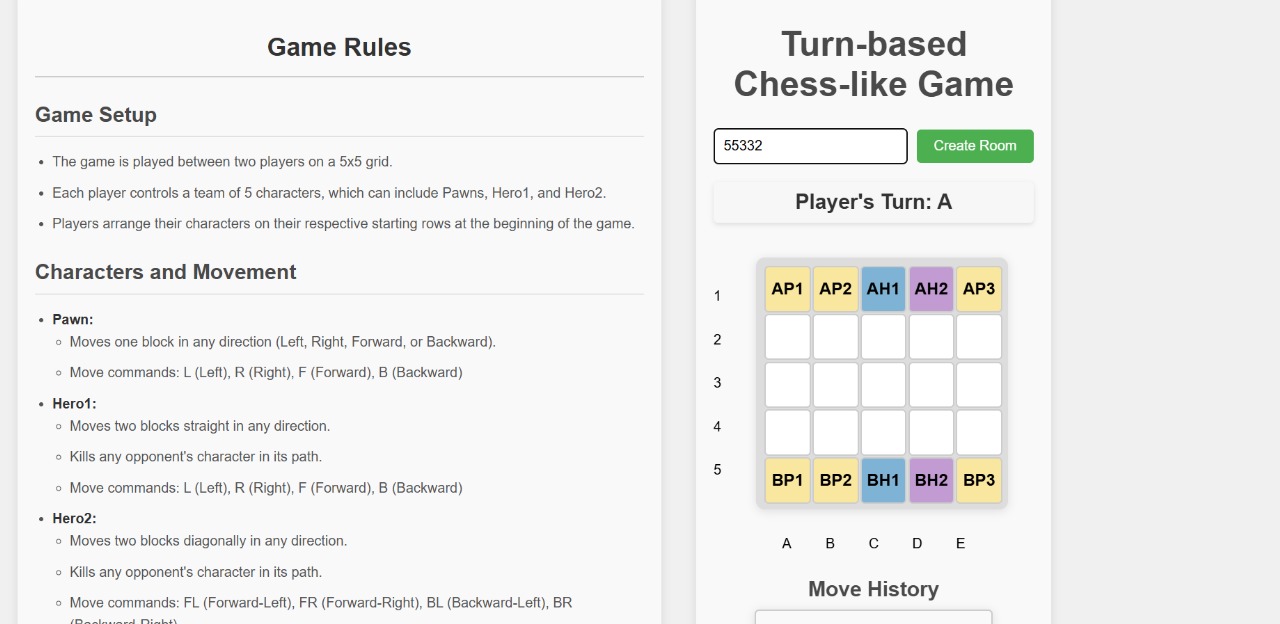 Game Rules
Game Setup
The game is played between two players on a 5x5 grid.
Each player controls a team of 5 characters, which can include Pawns, Hero1, and Hero2.
Players arrange their characters on their respective starting rows at the beginning of the game.
Characters and Movement
Pawn:
Moves one block in any direction (Left, Right, Forward, or Backward).
Move commands: L (Left), R (Right), F (Forward), B (Backward)
Hero1:
Moves two blocks straight in any direction.
Kills any opponent's character in its path.
Move commands: L (Left), R (Right), F (Forward), B (Backward)
Hero2:
Moves two blocks diagonally in any direction.
Kills any opponent's character in its path.
Move commands: FL (Forward-Left), FR (Forward-Right), BL (Backward-Left), BR
(Backward-Right)
Turn-based
Chess-like Game
55332 Create Room
Player's Turn: A
1 AP1 AP2 AH1 AH2 AP3
2
3
4
5 BP1 BP2 BH1 BH2 BP3
A B C D E
Move History